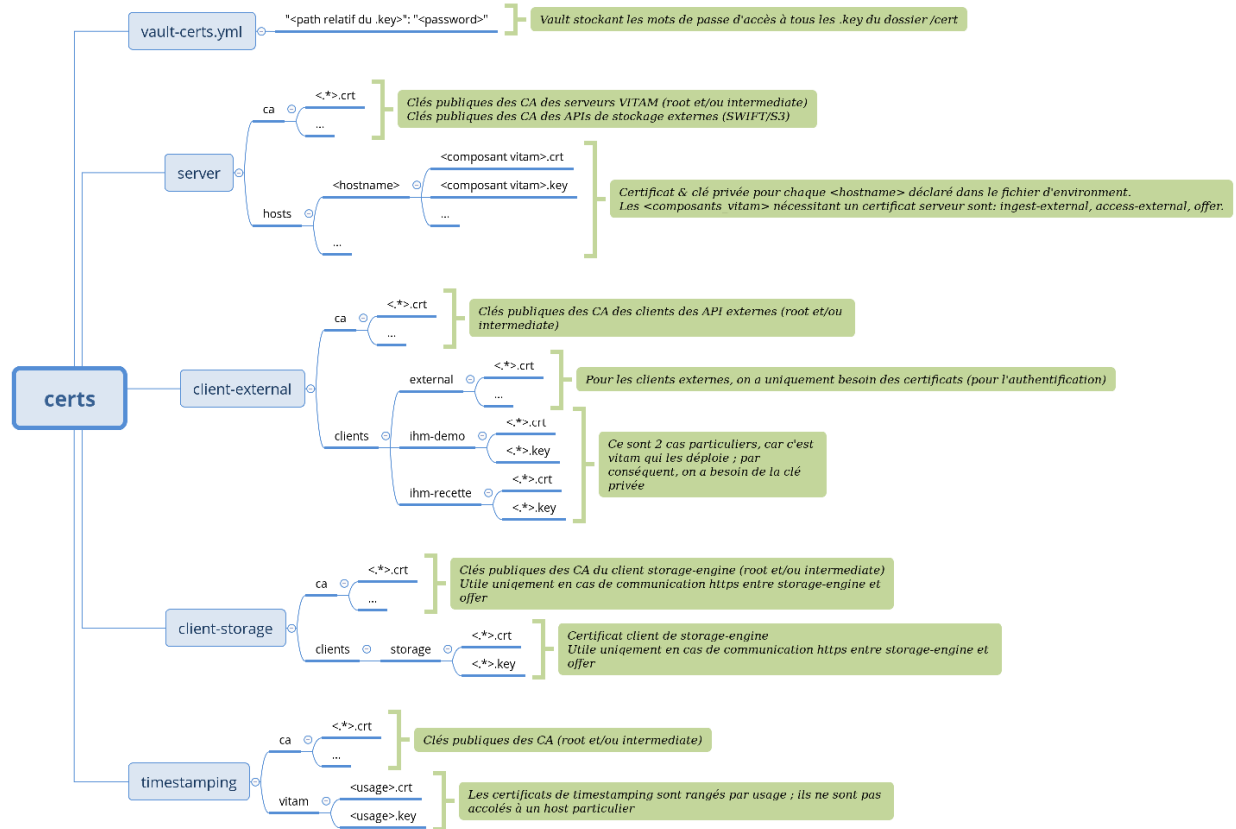 vault-certs.yml
"<path relatif du .key>": "<password>"
Vault stockant les mots de passe d'accès à tous les .key du dossier /cert
server
ca
<.*>.crt
...
Clés publiques des CA des serveurs VITAM (root et/ou intermediate)
Clés publiques des CA des APIs de stockage externes (SWIFT/S3)
hosts
<hostname>
<composant vitam>.crt
<composant vitam>.key
...
...
Certificat & clé privée pour chaque <hostname> déclaré dans le fichier d'environment.
Les <composants vitam> nécessitant un certificat serveur sont: ingest-external, access-external, offer.
certs
client-external
ca
<.*>.crt
...
Clés publiques des CA des clients des API externes (root et/ou
intermediate)
clients
external
<.*>.crt
...
Pour les clients externes, on a uniquement besoin des certificats (pour l'authentification)
ihm-demo
<.*>.crt
<.*>.key
ihm-recette
<.*>.crt
<.*>.key
Ce sont 2 cas particuliers, car c'est
vitam qui les déploie ; par
conséquent, on a besoin de la clé
privée
client-storage
ca
<.*>.crt
...
Clés publiques des CA du client storage-engine (root et/ou intermediate)
Utile uniqement en cas de communication https entre storage-engine et
offer
clients
storage
<.*>.crt
<.*>.key
Certificat client de storage-engine
Utile uniqement en cas de communication https entre storage-engine et
offer
timestamping
ca
<.*>.crt
...
Clés publiques des CA (root et/ou intermediate)
vitam
<usage>.crt
<usage>.key
Les certificats de timestamping sont rangés par usage ; ils ne sont pas
accolés à un host particulier